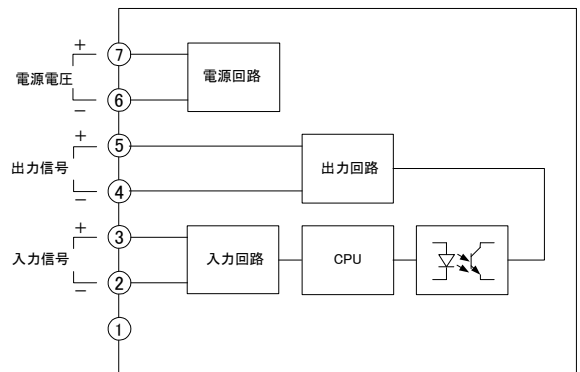 +
⑦
電源電圧
電源回路
⑥
−
+
⑤
出力信号
出力回路
④
−
+
③
入力信号
入力回路
CPU
②
−
①